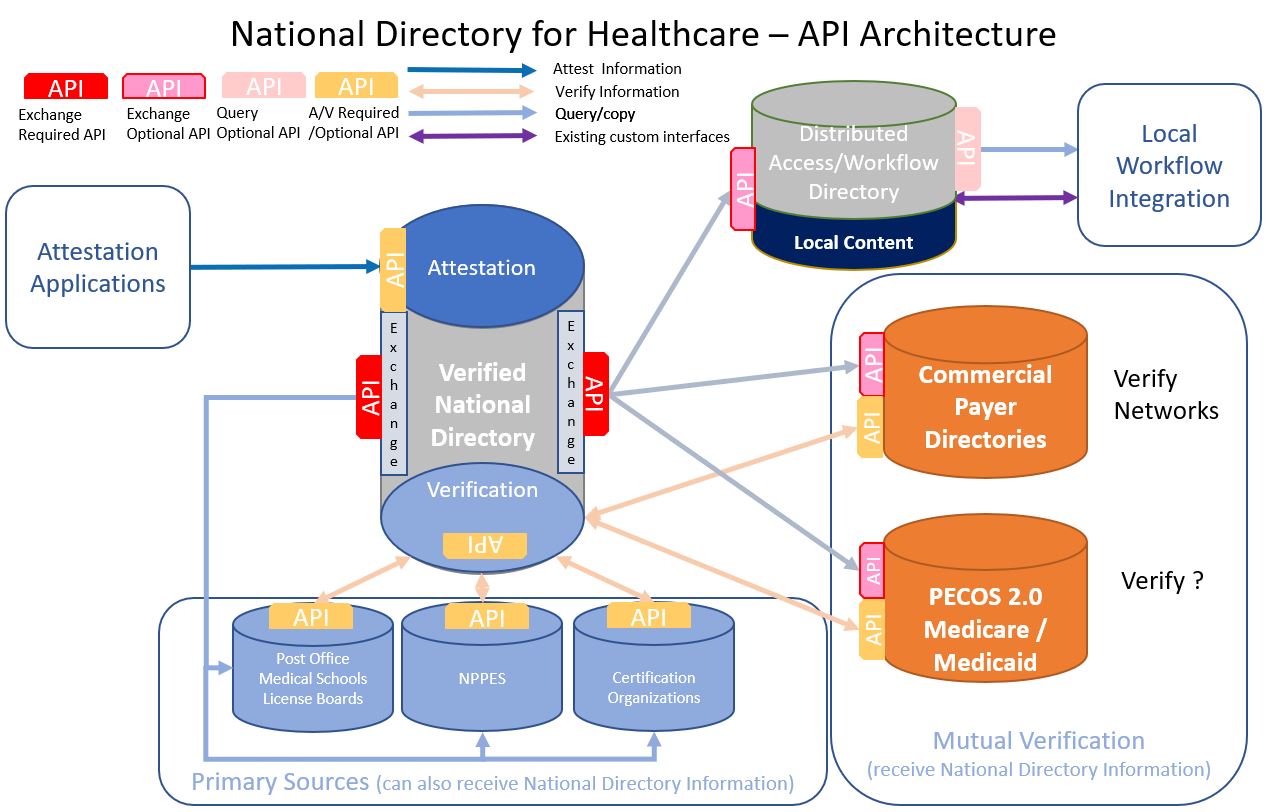 National Directory for Healthcare – API Architecture
API
Exchange
Required API
API
Exchange
Optional API
API
Query
Optional API
API
A/V Required
/Optional API
Attest Information
Verify Information
Query/copy
Existing custom interfaces
Attestation
Applications
API
Attestation
Exchange
Exchange
API
API
Verified
National
Directory
Verification
API
Distributed
Access/Workflow
Directory
Local Content
API
API
Local
Workflow
Integration
API
API
Commercial
Payer
Directories
Verify
Networks
API
API
PECOS 2.0
Medicare /
Medicaid
Verify ?
Mutual Verification
(receive National Directory Information)
API
Post Office
Medical Schools
License Boards
API
NPPES
API
Certification
Organizations
Primary Sources (can also receive National Directory Information)